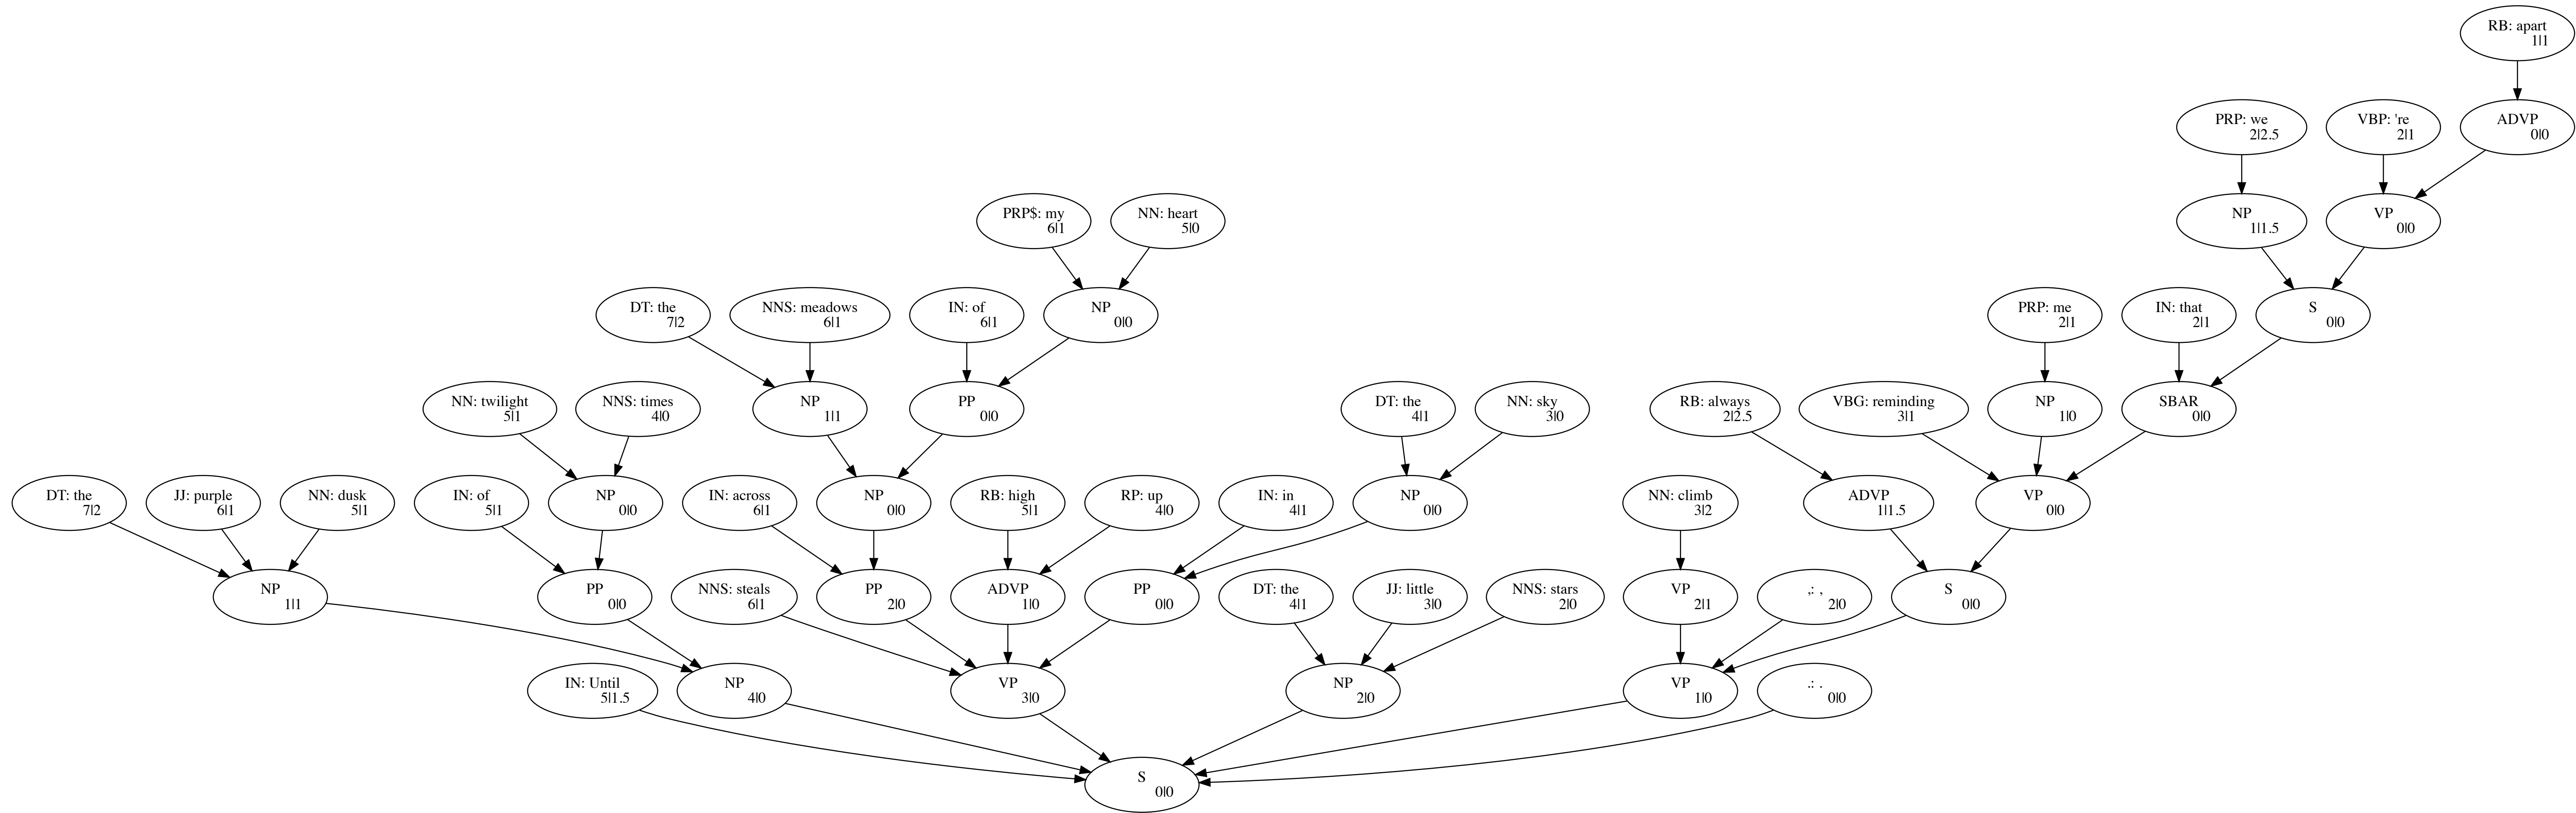 RB: apart
1|1
PRP: we
2|2.5
VBP: 're
2|1
ADVP
0|0
PRP$: my
6|1
NN: heart
5|0
NP
1|1.5
VP
0|0
DT: the
7|2
NNS: meadows
6|1
IN: of
6|1
NP
0|0
PRP: me
2|1
IN: that
2|1
S
0|0
NN: twilight
5|1
NNS: times
4|0
NP
1|1
PP
0|0
DT: the
4|1
NN: sky
3|0
RB: always
2|2.5
VBG: reminding
3|1
NP
1|0
SBAR
0|0
DT: the
7|2
JJ: purple
6|1
NN: dusk
5|1
IN: of
5|1
NP
0|0
IN: across
6|1
NP
0|0
RB: high
5|1
RP: up
4|0
IN: in
4|1
NP
0|0
NN: climb
3|2
ADVP
1|1.5
VP
0|0
NP
1|1
PP
0|0
NNS: steals
6|1
PP
2|0
ADVP
1|0
PP
0|0
DT: the
4|1
JJ: little
3|0
NNS: stars
2|0
VP
2|1
,: ,
2|0
S
0|0
IN: Until
5|1.5
NP
4|0
VP
3|0
NP
2|0
VP
1|0
.: .
0|0
S
0|0